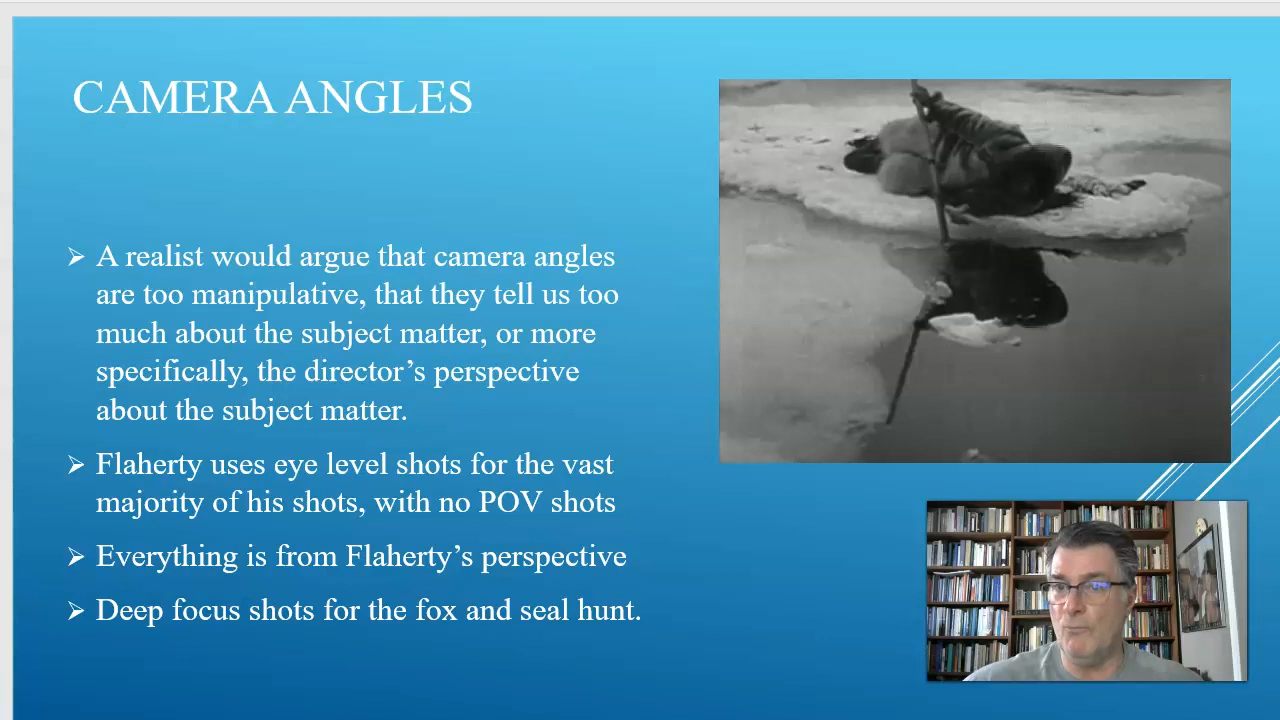 CAMERA ANGLES
➢ A realist would argue that camera angles
are too manipulative, that they tell us too
much about the subject matter, or more
specifically, the director’s perspective
about the subject matter.
➢ Flaherty uses eye level shots for the vast
majority of his shots, with no POV shots
➢ Everything is from Flaherty’s perspective
➢ Deep focus shots for the fox and seal hunt.